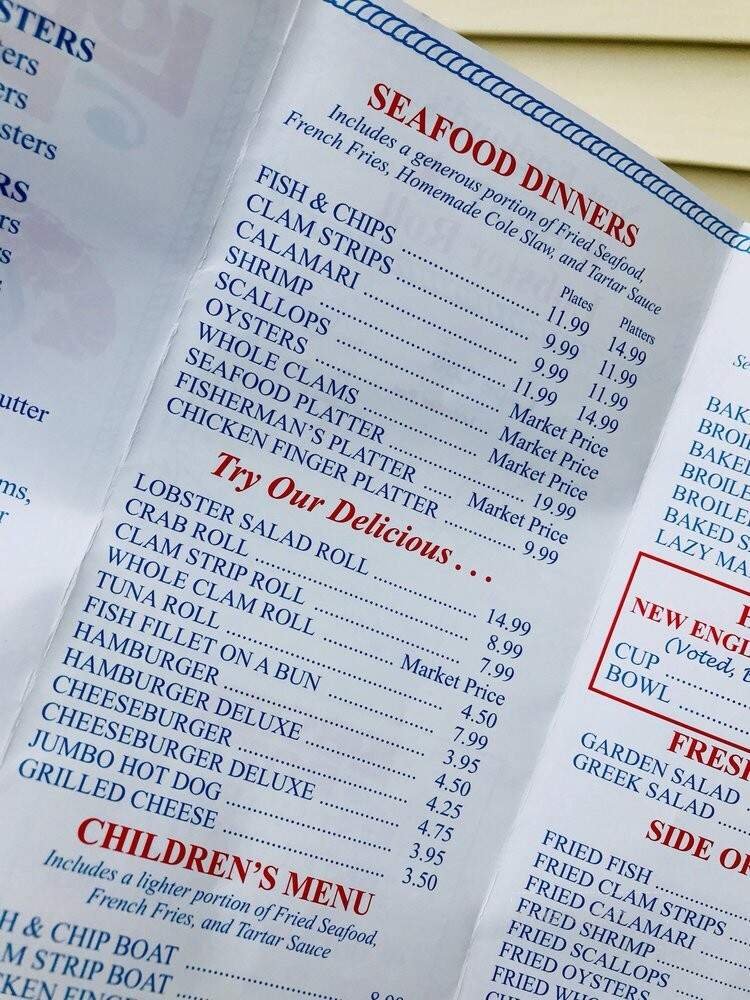 STERS
ters
ers
sters
RS
rs
rs
utter
ms,
r
SEAFOOD DINNERS
Includes a generous portion of Fried Seafood,
French Fries, Homemade Cole Slaw, and Tartar Sauce
Plates Platters
FISH & CHIPS 11.99 14.99
CLAM STRIPS 9.99 11.99
CALAMARI 9.99 11.99
SHRIMP 11.99 14.99
SCALLOPS Market Price
OYSTERS Market Price
WHOLE CLAMS Market Price
SEAFOOD PLATTER 19.99
FISHERMAN'S PLATTER Market Price
CHICKEN FINGER PLATTER 9.99
Try Our Delicious . . .
LOBSTER SALAD ROLL 14.99
CRAB ROLL 8.99
CLAM STRIP ROLL 7.99
WHOLE CLAM ROLL Market Price
TUNA ROLL 4.50
FISH FILLET ON A BUN 7.99
HAMBURGER 3.95
HAMBURGER DELUXE 4.50
CHEESEBURGER 4.25
CHEESEBURGER DELUXE 4.75
JUMBO HOT DOG 3.95
GRILLED CHEESE 3.50
CHILDREN'S MENU
Includes a lighter portion of Fried Seafood,
French Fries, and Tartar Sauce
H & CHIP BOAT
M STRIP BOAT
KEN FINGE
Se
BAK
BROI
BAKE
BROILE
BROILE
BAKED S
LAZY MA
NEW ENGL
(Voted,
CUP
BOWL
FRES
GARDEN SALAD
GREEK SALAD
SIDE O
FRIED FISH
FRIED CLAM STRIPS
FRIED CALAMARI
FRIED SHRIMP
FRIED SCALLOPS
FRIED OYSTERS
FRIED WH